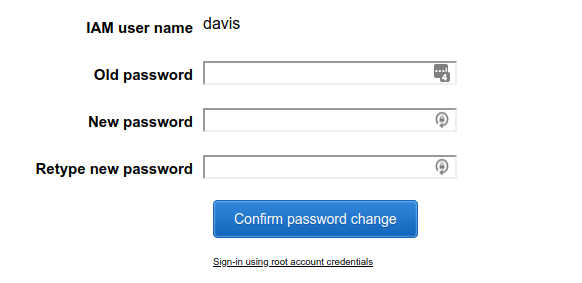 IAM user name davis
Old password
4
New password
Retype new password
Confirm password change
Sign-in using root account credentials